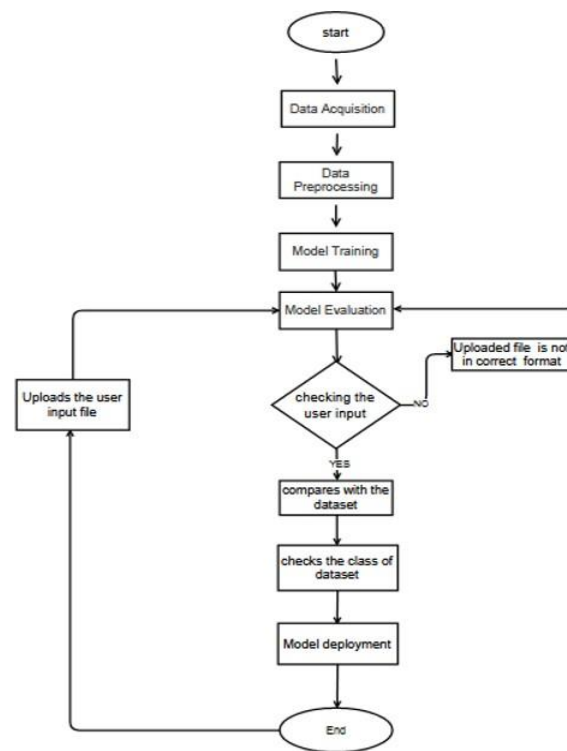 start
Data Acquisition
Data
Preprocessing
Model Training
Model Evaluation
Uploaded file is not
in correct format
Uploads the user
input file
checking the
user input
NO
YES
compares with the
dataset
checks the class of
dataset
Model deployment
End